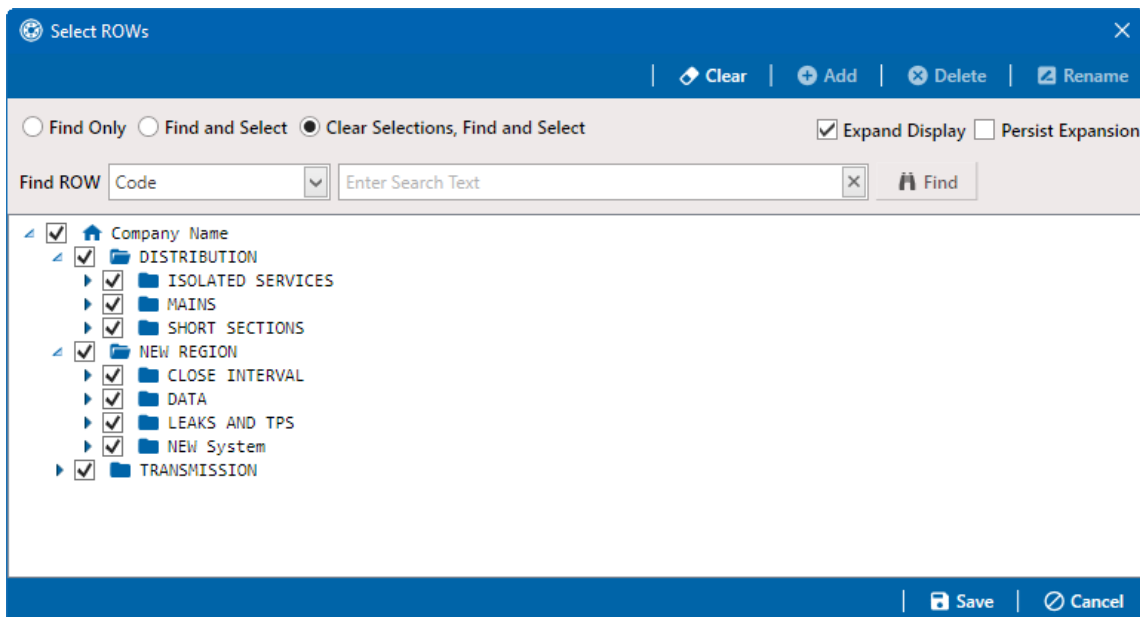 Select ROWs
Clear Add Delete Rename
Find Only Find and Select Clear Selections, Find and Select Expand Display Persist Expansion
Find ROW Code Enter Search Text Find
Company Name
DISTRIBUTION
ISOLATED SERVICES
MAINS
SHORT SECTIONS
NEW REGION
CLOSE INTERVAL
DATA
LEAKS AND TPS
NEW System
TRANSMISSION
Save Cancel